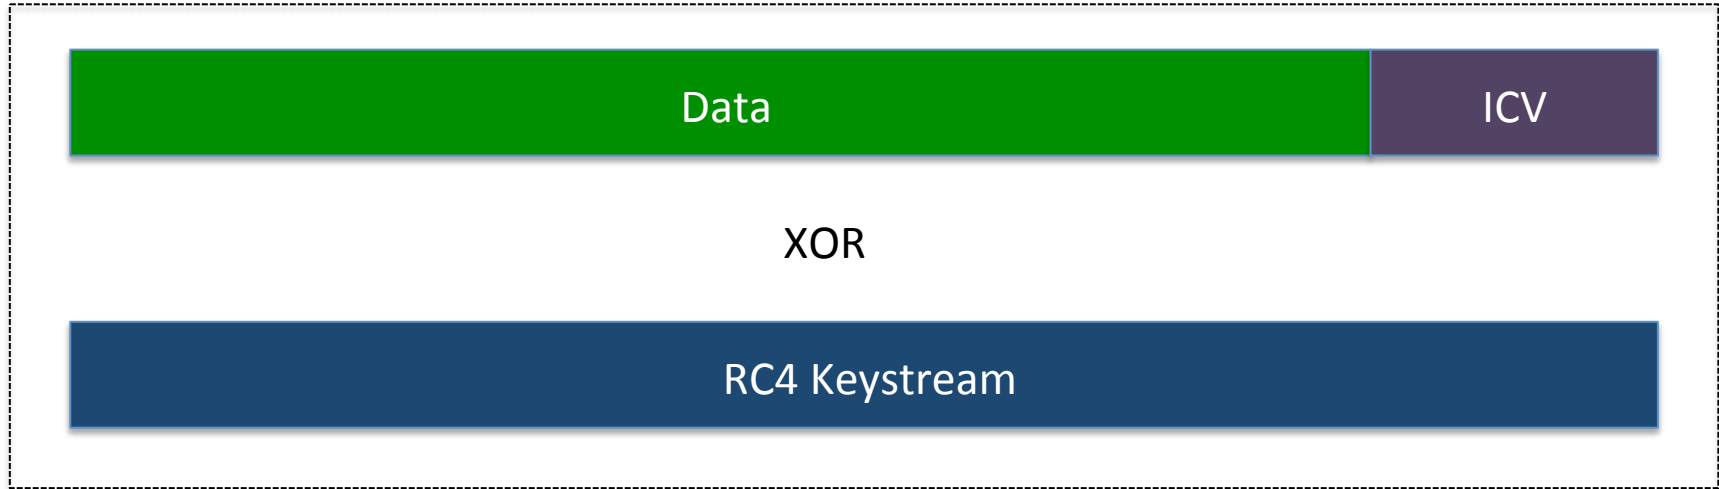 Data ICV
XOR
RC4 Keystream